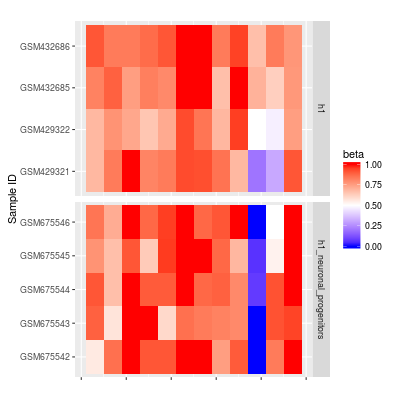 GSM432686
GSM432685
GSM429322
GSM429321
h1
GSM675546
GSM675545
GSM675544
GSM675543
GSM675542
h1_neuronal_progenitors
Sample ID
beta
1.00
0.75
0.50
0.25
0.00